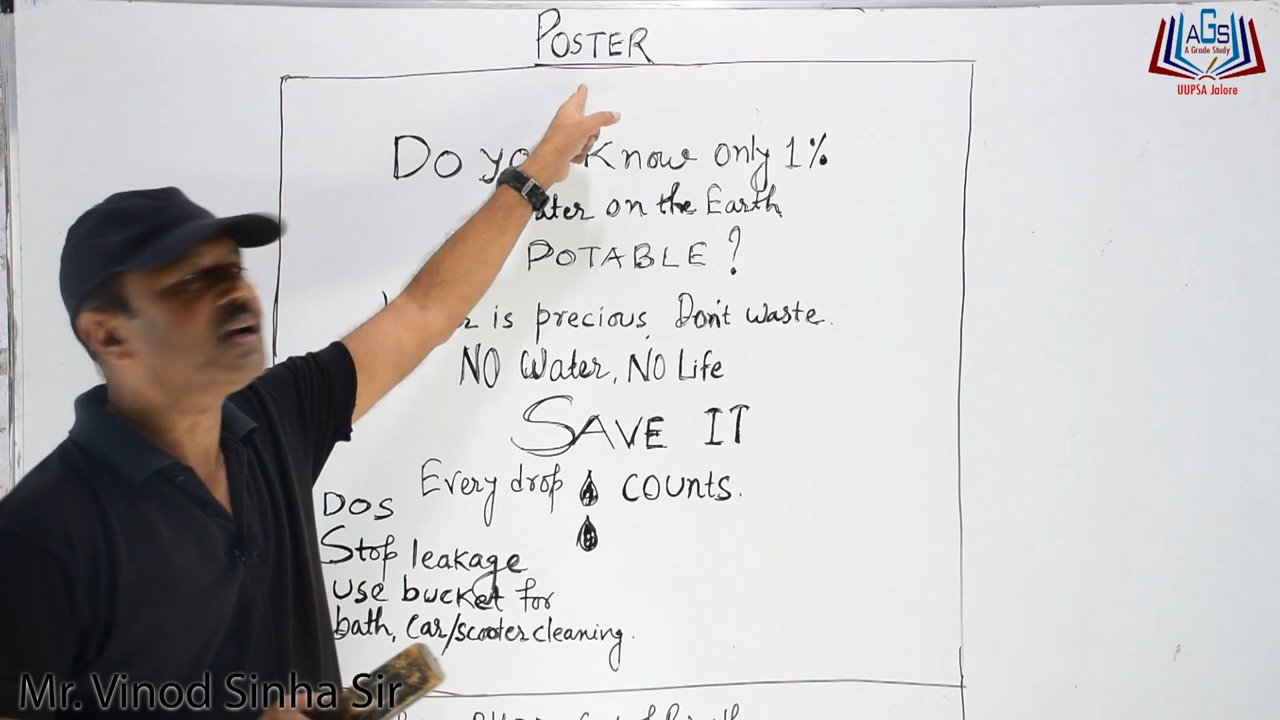 POSTER
AGS
A Grade Study
UUPSA Jalore
Do you Know only 1%
ater on the Earth
POTABLE ?
is precious, Don't waste.
NO Water, NO Life
SAVE IT
Every drop counts.
DOS
Stop leakage
Use bucket for
bath, Car/scooter cleaning.
Mr. Vinod Sinha Sir